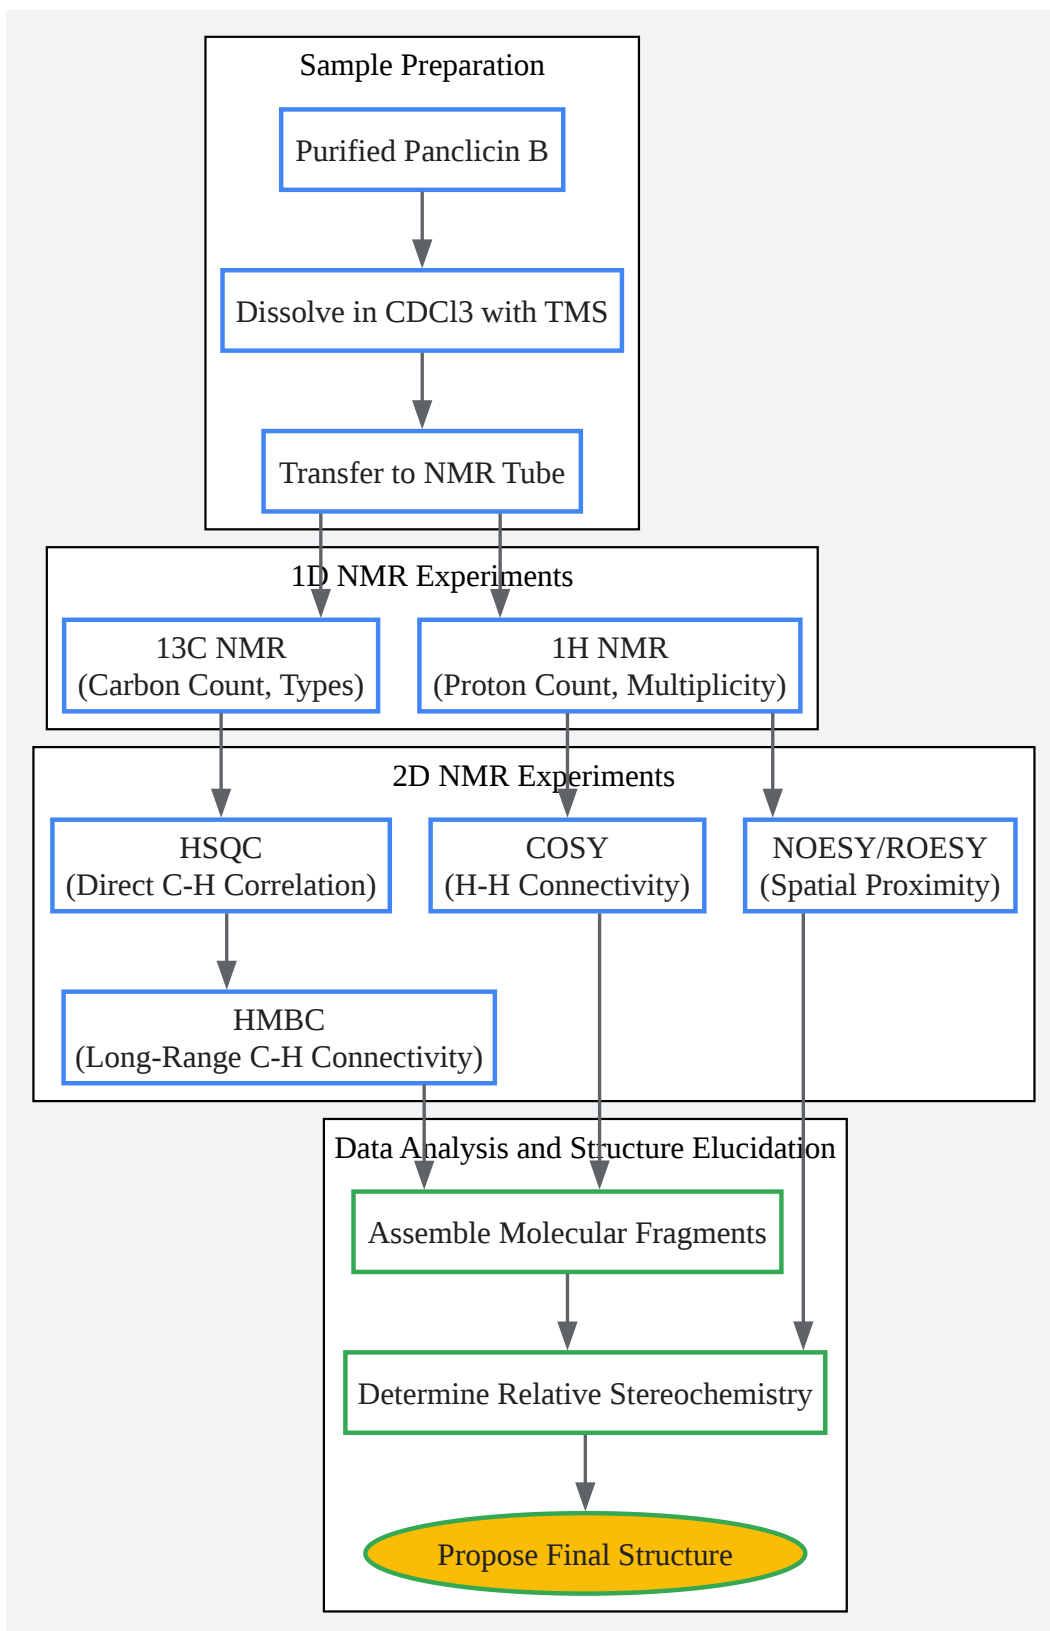 Sample Preparation
Purified Panclicin B
Dissolve in CDCl3 with TMS
Transfer to NMR Tube
1D NMR Experiments
13C NMR
(Carbon Count, Types)
1H NMR
(Proton Count, Multiplicity)
2D NMR Experiments
HSQC
(Direct C-H Correlation)
COSY
(H-H Connectivity)
NOESY/ROESY
(Spatial Proximity)
HMBC
(Long-Range C-H Connectivity)
Data Analysis and Structure Elucidation
Assemble Molecular Fragments
Determine Relative Stereochemistry
Propose Final Structure